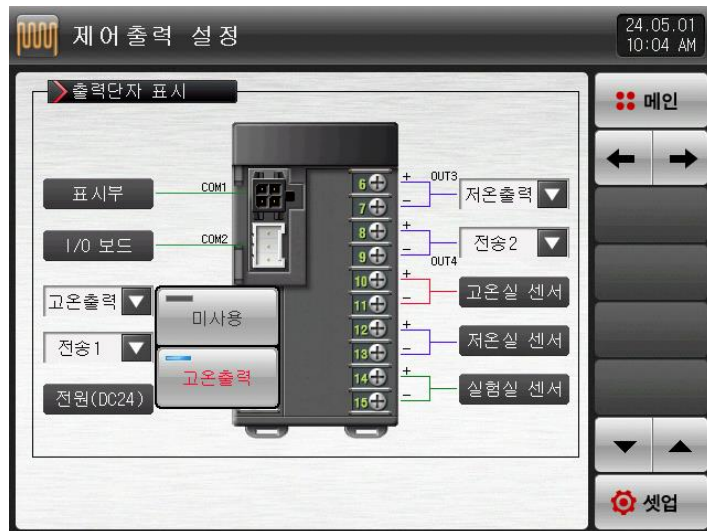 제어출력 설정
24.05.01
10:04 AM
출력단자 표시
메인
표시부
COM1
I/O 보드
COM2
고온출력
전송1
전원(DC24)
미사용
고온출력
6
7
8
9
10
11
12
13
14
15
+ OUT3
-
저온출력
+
-
OUT4
전송2
+
-
고온실 센서
+
-
저온실 센서
+
-
실험실 센서
셋업